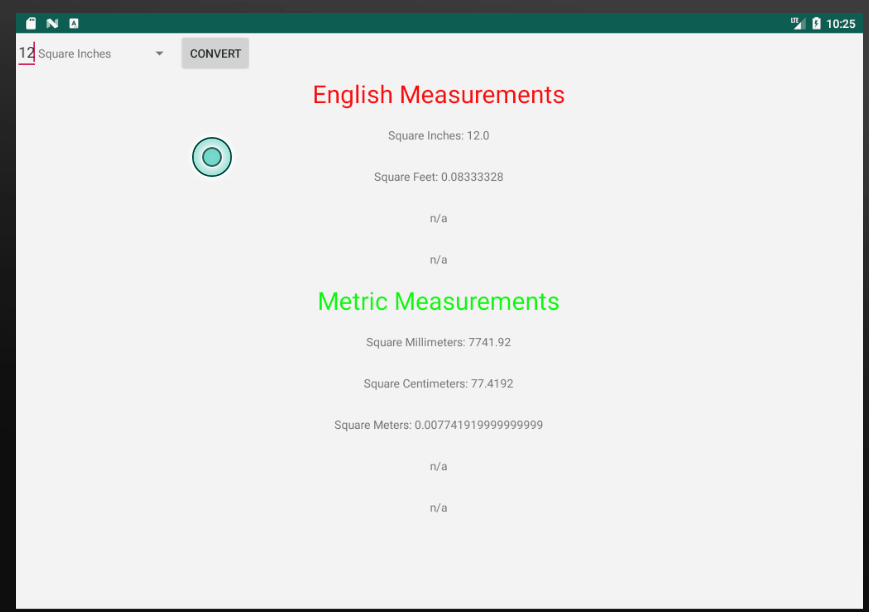 LTE 10:25
12 Square Inches CONVERT
English Measurements
Square Inches: 12.0
Square Feet: 0.08333328
n/a
n/a
Metric Measurements
Square Millimeters: 7741.92
Square Centimeters: 77.4192
Square Meters: 0.007741919999999999
n/a
n/a